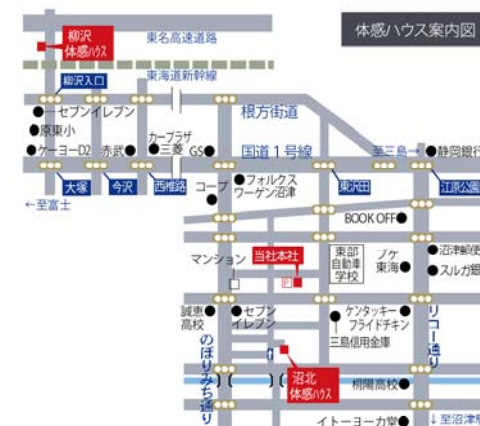 体感ハウス案内図
柳沢
体感ハウス
東名高速道路
東海道新幹線
柳沢入口
セブンイレブン
根方街道
原東小
ケーヨーD2
赤武
カープラザ
三菱
GS
国道1号線
至三島→
静岡銀行
大塚
今沢
西椎路
フォルクス
ワーゲン沼津
東沢田
江原公園
←至富士
コープ
BOOK OFF
マンション
当社本社
P
東部
自動車
学校
ブケ
東海
沼津郵便
スルガ銀
誠恵
高校
セブン
イレブン
ケンタッキー
フライドチキン
三島信用金庫
リコー通り
のぼりみち通り
沼北
体感ハウス
桐陽高校
イトーヨーカ堂
↓至沼津駅